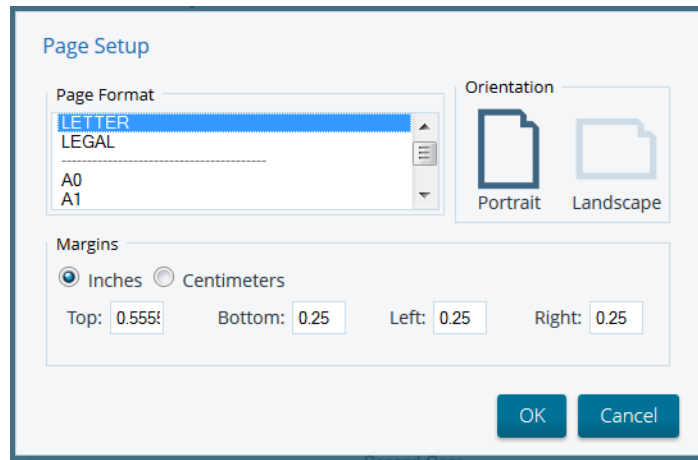 Page Setup
Page Format
LETTER
LEGAL
----------------------------------------
A0
A1
Orientation
Portrait Landscape
Margins
Inches Centimeters
Top: Bottom: 0.25 Left: 0.25 Right: 0.25
OK Cancel